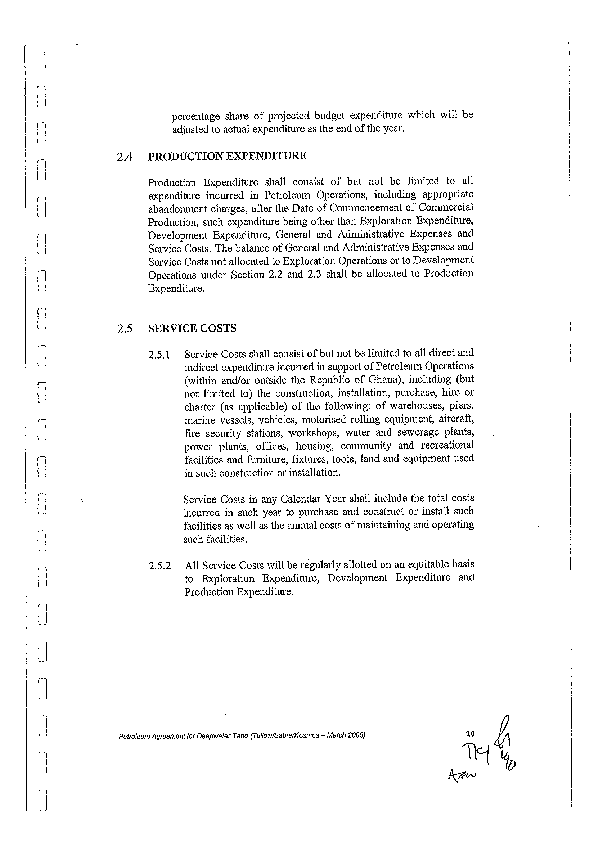 percentage share of projected budget expenditure which will be
adjusted to actual expenditure as the end of the year.
2.4 PRODUCTION EXPENDITURE
Production Expenditure shall consist of but not be limited to all
expenditure incurred in Petroleum Operations, including appropriate
abandonment charges, after the Date of Commencement of Commercial
Production, such expenditure being other than Exploration Expenditure,
Development Expenditure, General and Administrative Expenses and
Service Costs. The balance of General and Administrative Expenses and
Service Costs not allocated to Exploration Operations or to Development
Operations under Section 2.2 and 2.3 shall be allocated to Production
Expenditure.
2.5 SERVICE COSTS
2.5.1 Service Costs shall consist of but not be limited to all direct and
indirect expenditure incurred in support of Petroleum Operations
(within and/or outside the Republic of Ghana), including (but
not limited to) the construction, installation, purchase, hire or
charter (as applicable) of the following: of warehouses, piers,
marine vessels, vehicles, motorised rolling equipment, aircraft,
fire security stations, workshops, water and sewerage plants,
power plants, offices, housing, community and recreational
facilities and furniture, fixtures, tools, land and equipment used
in such construction or installation.
Service Costs in any Calendar Year shall include the total costs
incurred in such year to purchase and construct or install such
facilities as well as the annual costs of maintaining and operating
such facilities.
2.5.2 All Service Costs will be regularly allotted on an equitable basis
to Exploration Expenditure, Development Expenditure and
Production Expenditure.
Petroleum Agreement for Deepwater Tano (Tullow/Sabre/Kosmos – March 2006)